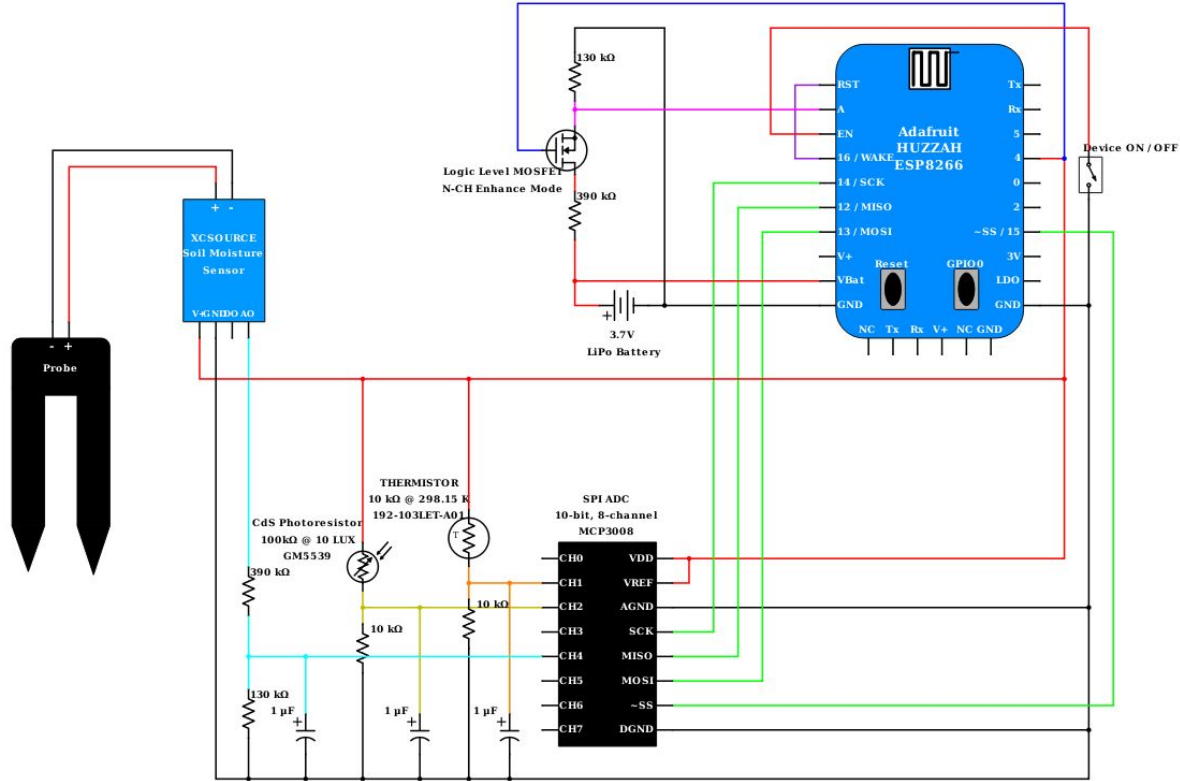 130 kΩ
Logic Level MOSFET
N-CH Enhance Mode
390 kΩ
+
3.7V
LiPo Battery
RST
A
EN
16 / WAKE
14 / SCK
12 / MISO
13 / MOSI
V+
VBat
GND
Adafruit
HUZZAH
ESP8266
Reset
GPIO0
Tx
Rx
5
4
0
2
~SS / 15
3V
LDO
GND
NC Tx Rx V+ NC GND
Device ON / OFF
+ -
XCSOURCE
Soil Moisture
Sensor
V+ GND DO AO
- +
Probe
THERMISTOR
10 kΩ @ 298.15 K
192-103LET-A01
T
CdS Photoresistor
100kΩ @ 10 LUX
GM5539
390 kΩ
10 kΩ
10 kΩ
130 kΩ
1 μF +
1 μF +
1 μF +
SPI ADC
10-bit, 8-channel
MCP3008
CH0
CH1
CH2
CH3
CH4
CH5
CH6
CH7
VDD
VREF
AGND
SCK
MISO
MOSI
~SS
DGND